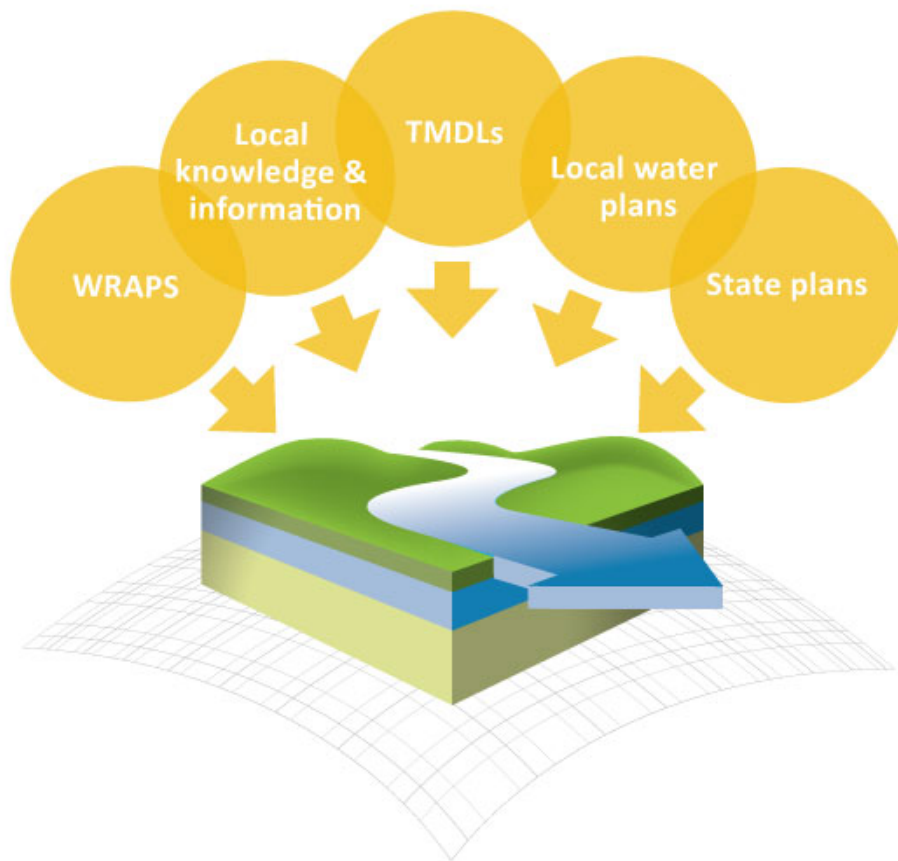 WRAPS
Local
knowledge &
information
TMDLs
Local water
plans
State plans